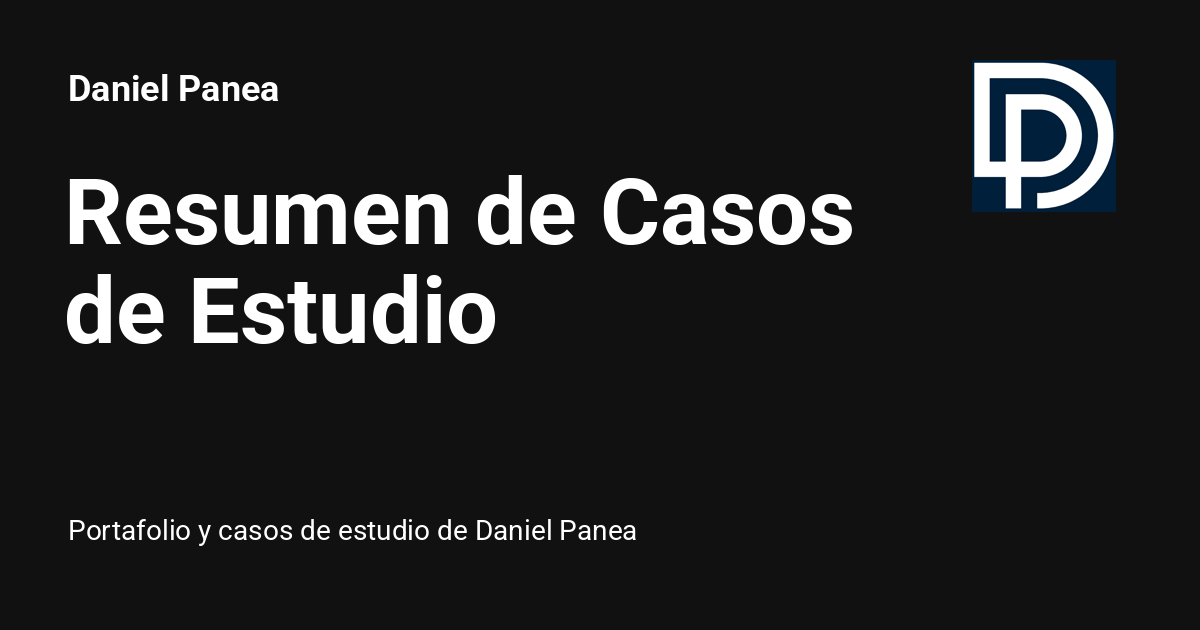 Daniel Panea
Resumen de Casos
de Estudio
Portafolio y casos de estudio de Daniel Panea